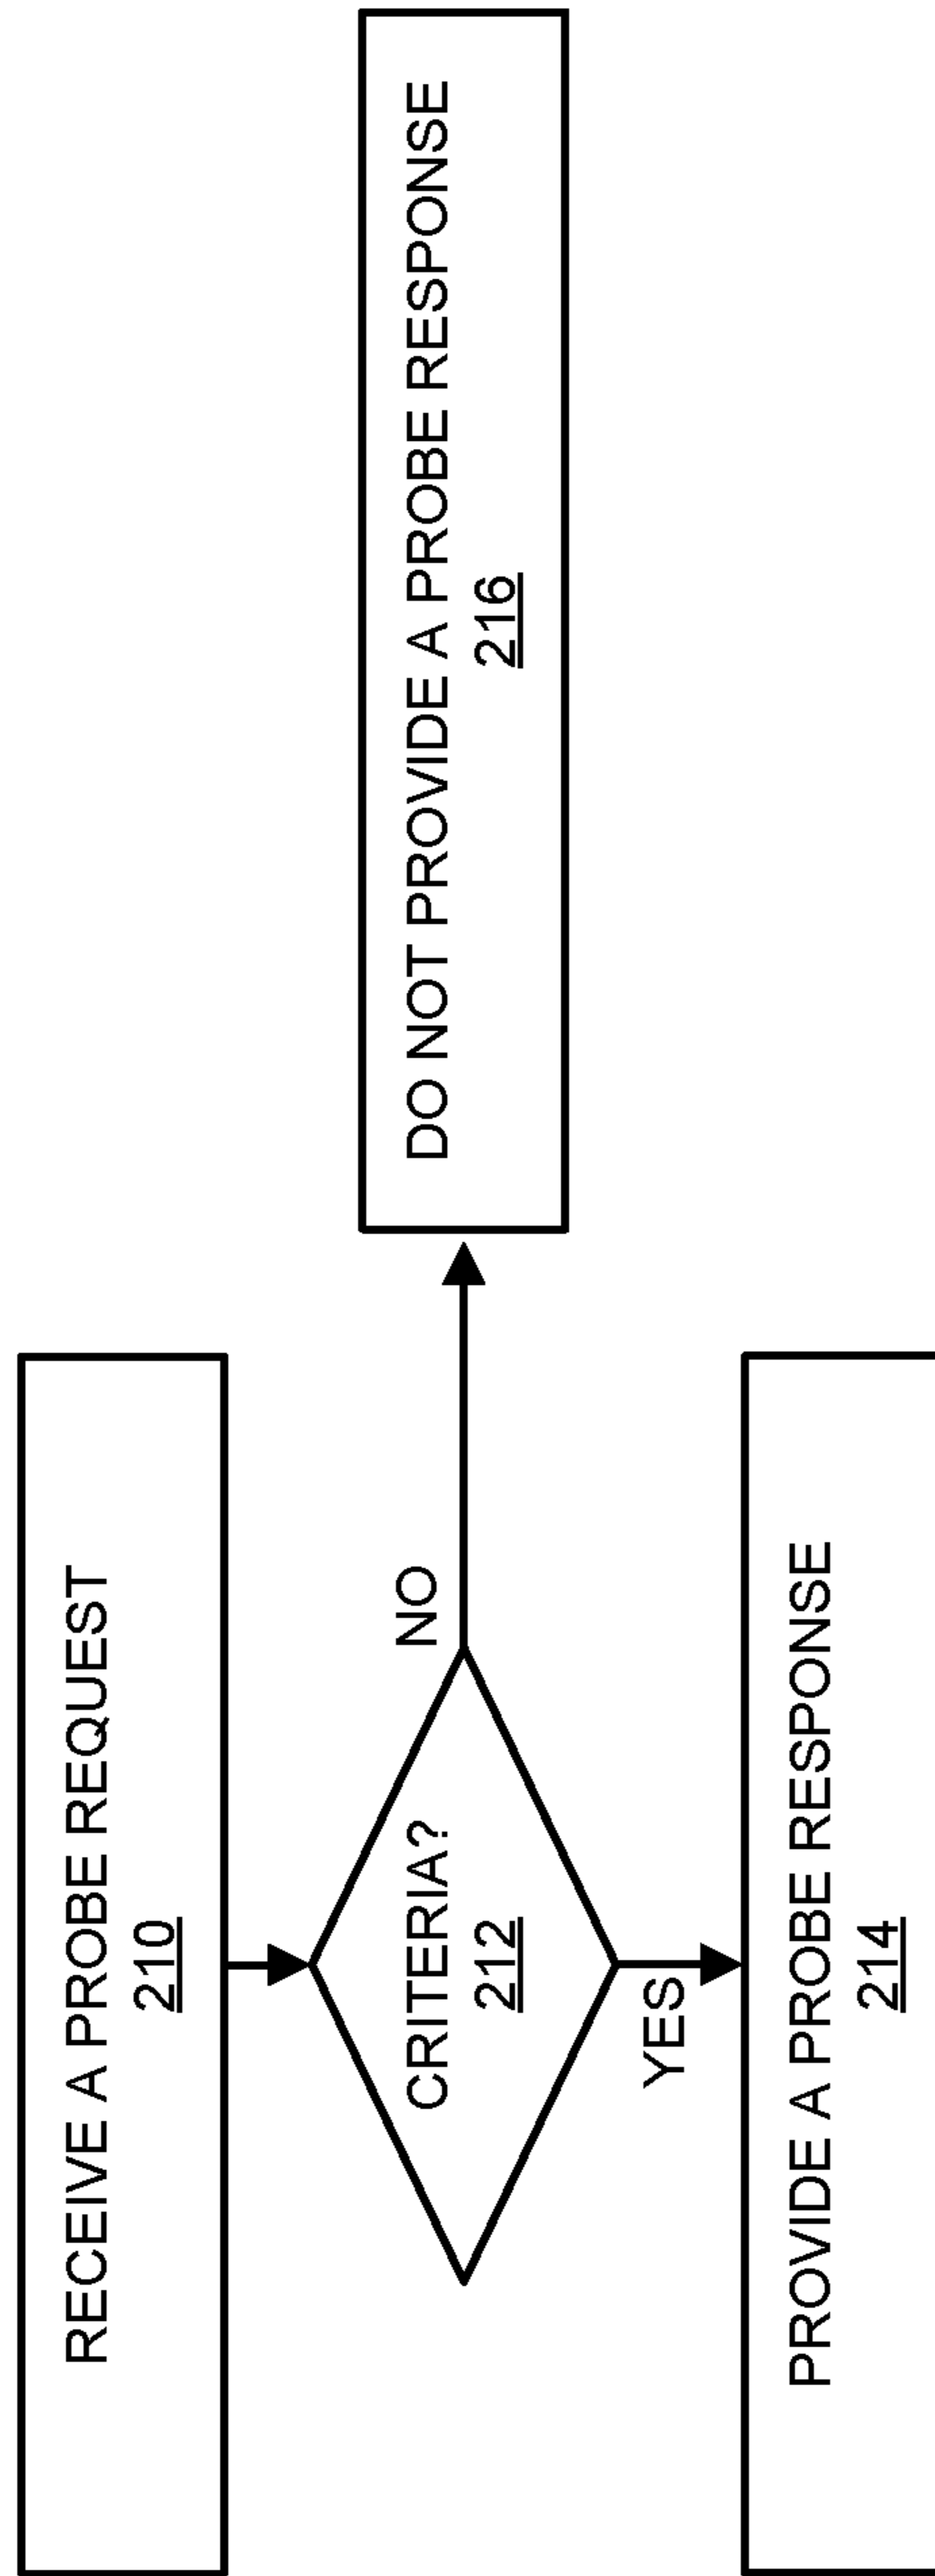 RECEIVE A PROBE REQUEST
210
CRITERIA?
212
NO
DO NOT PROVIDE A PROBE RESPONSE
216
YES
PROVIDE A PROBE RESPONSE
214